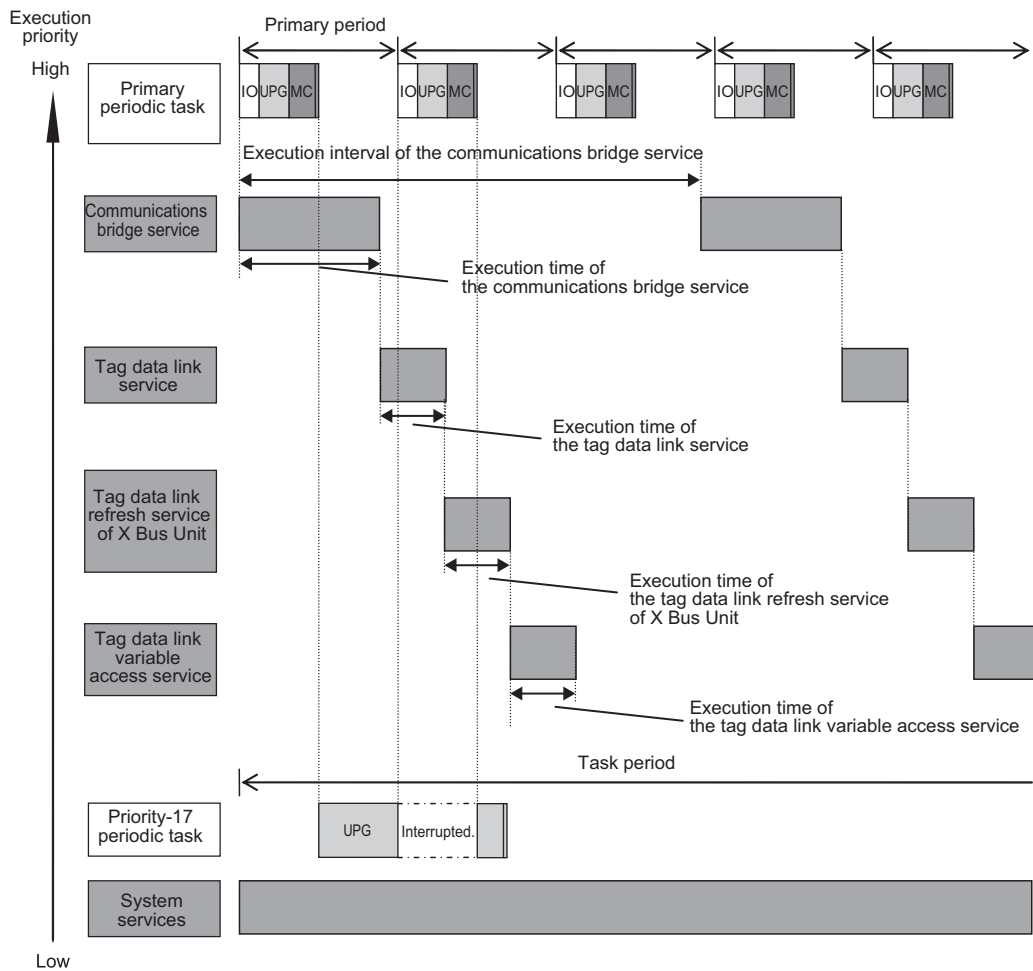 Execution
priority
High
Primary period
Primary
periodic task
IO UPG MC
IO UPG MC
IO UPG MC
IO UPG MC
IO UPG MC
Execution interval of the communications bridge service
Communications
bridge service
Execution time of
the communications bridge service
Tag data link
service
Execution time of
the tag data link service
Tag data link
refresh service
of X Bus Unit
Execution time of
the tag data link refresh service
of X Bus Unit
Tag data link
variable
access service
Execution time of
the tag data link variable access service
Task period
Priority-17
periodic task
UPG
Interrupted.
System
services
Low